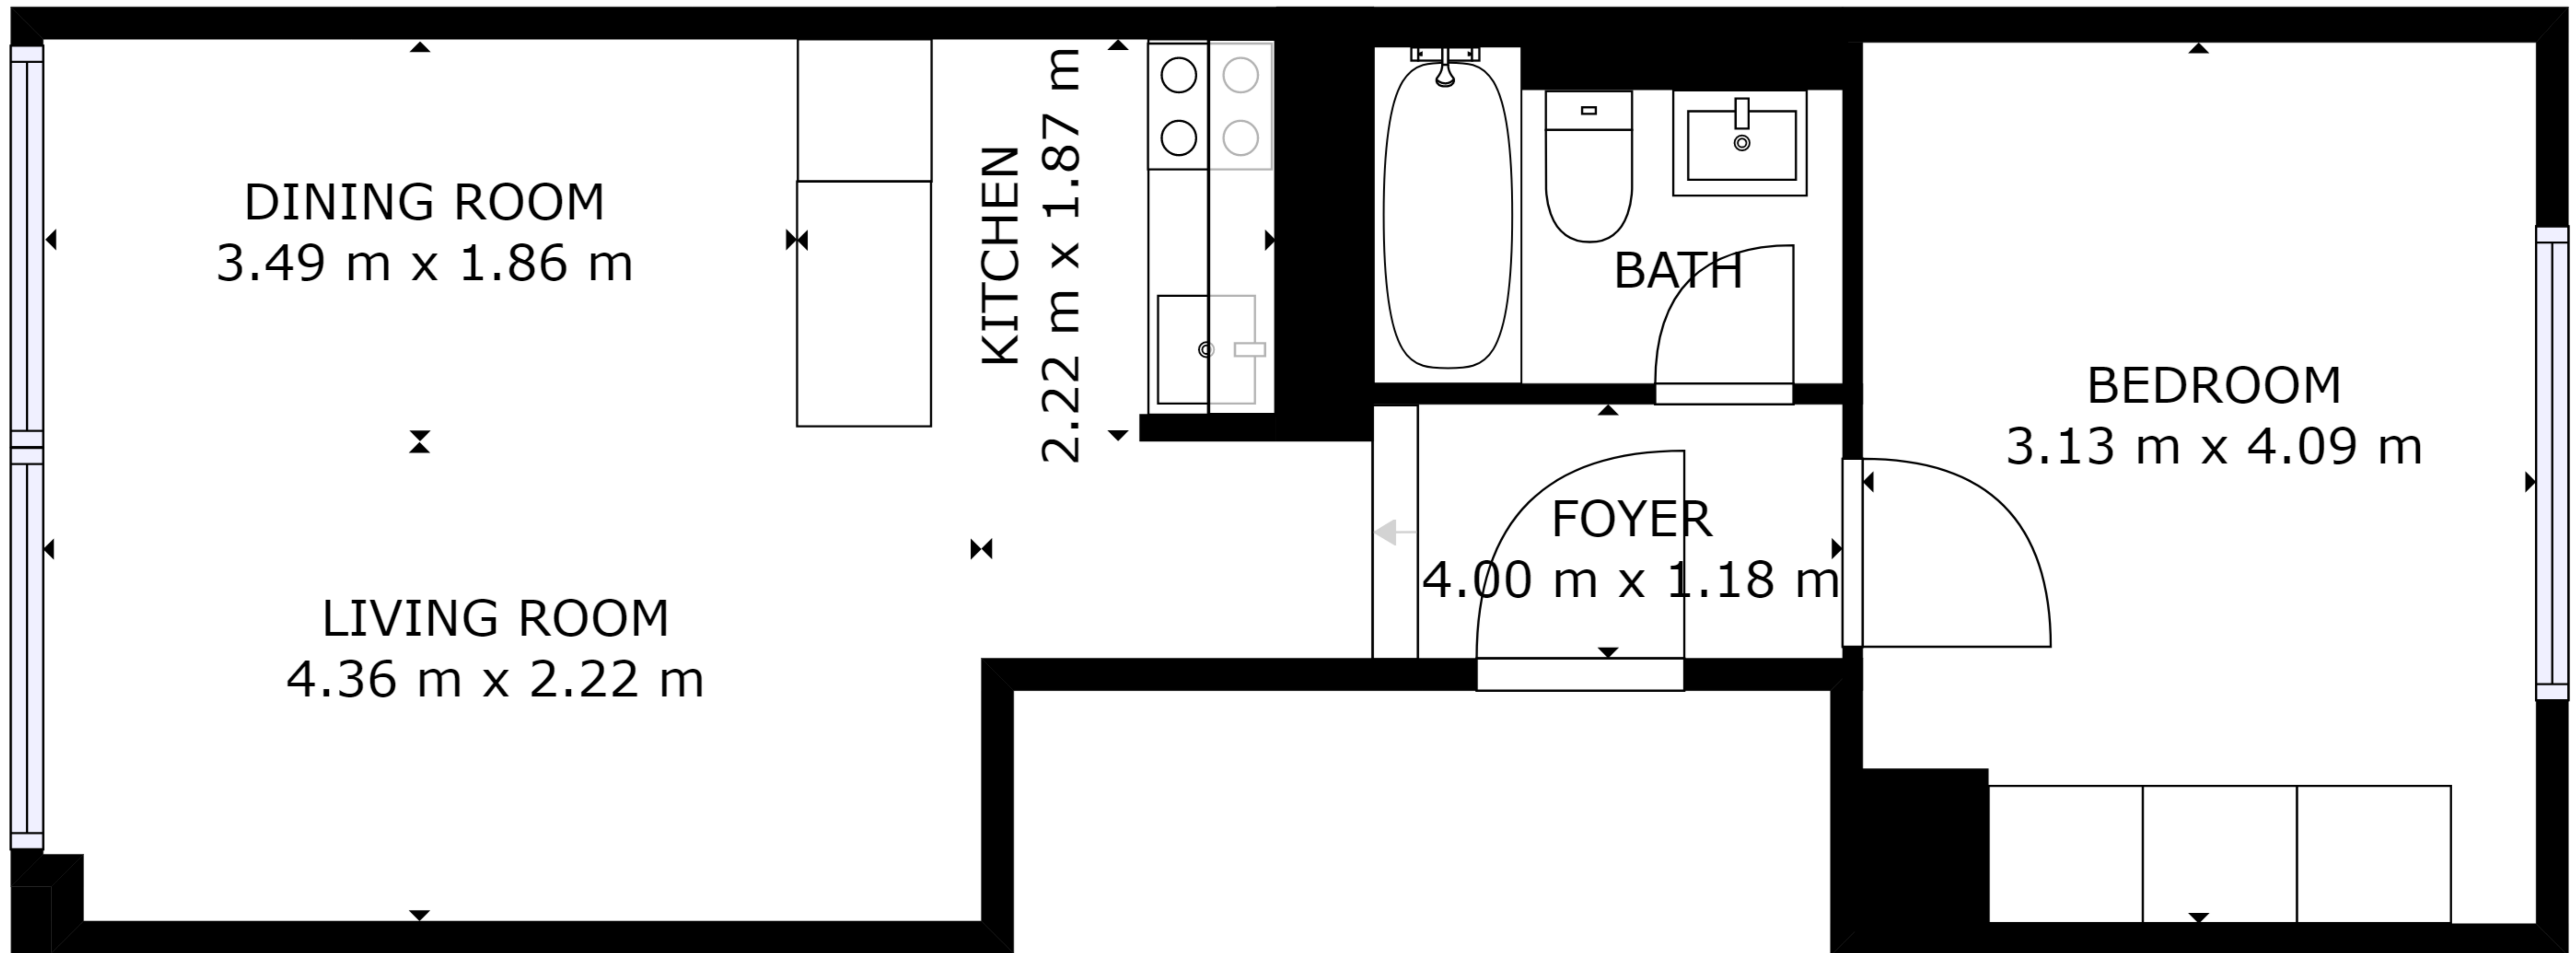 DINING ROOM
3.49 m x 1.86 m
KITCHEN
2.22 m x 1.87 m
BATH
BEDROOM
3.13 m x 4.09 m
FOYER
4.00 m x 1.18 m
LIVING ROOM
4.36 m x 2.22 m